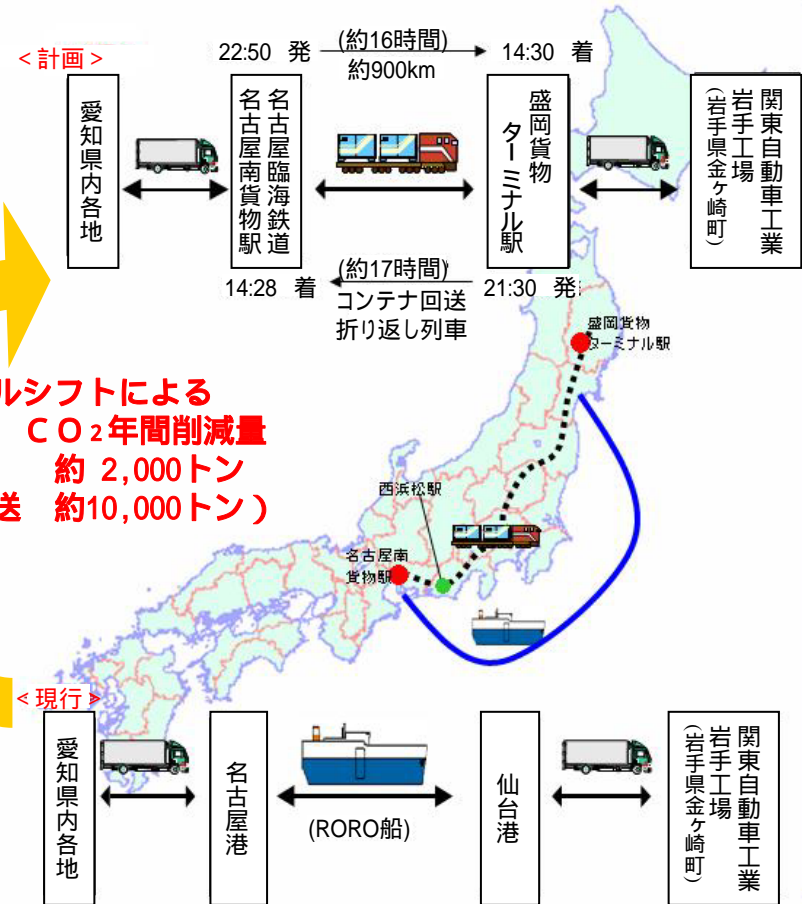 <計画>
22:50 発
(約16時間)
約900km
14:30 着
愛知県内各地
名古屋臨海鉄道
名古屋南貨物駅
盛岡貨物
ターミナル駅
関東自動車工業
岩手工場
(岩手県金ヶ崎町)
14:28 着
(約17時間)
コンテナ回送
折り返し列車
21:30 発
盛岡貨物
ターミナル駅
ルシフトによる
CO2年間削減量
約 2,000トン
送 約10,000トン)
西浜松駅
名古屋南
貨物駅
<現行>
愛知県内各地
名古屋港
(RORO船)
仙台港
関東自動車工業
岩手工場
(岩手県金ヶ崎町)